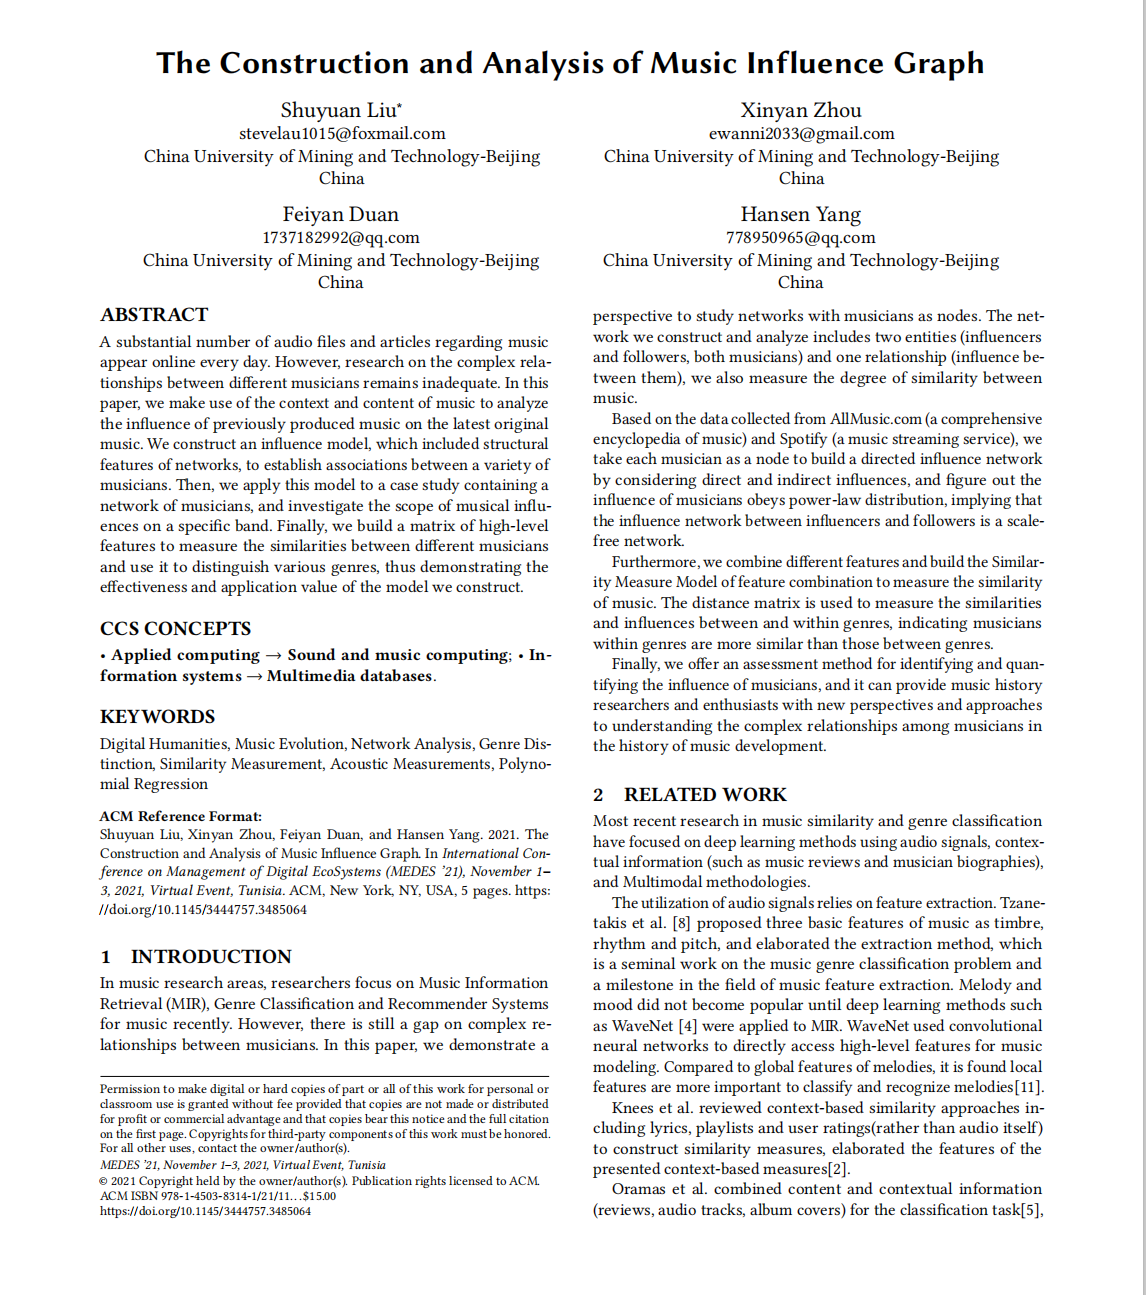 The Construction and Analysis of Music Influence Graph
Shuyuan Liu*
stevelau1015@foxmail.com
China University of Mining and Technology-Beijing
China
Xinyan Zhou
ewanni2033@gmail.com
China University of Mining and Technology-Beijing
China
Feiyan Duan
1737182992@qq.com
China University of Mining and Technology-Beijing
China
Hansen Yang
778950965@qq.com
China University of Mining and Technology-Beijing
China
ABSTRACT
A substantial number of audio files and articles regarding music
appear online every day. However, research on the complex rela-
tionships between different musicians remains inadequate. In this
paper, we make use of the context and content of music to analyze
the influence of previously produced music on the latest original
music. We construct an influence model, which included structural
features of networks, to establish associations between a variety of
musicians. Then, we apply this model to a case study containing a
network of musicians, and investigate the scope of musical influ-
ences on a specific band. Finally, we build a matrix of high-level
features to measure the similarities between different musicians
and use it to distinguish various genres, thus demonstrating the
effectiveness and application value of the model we construct.
CCS CONCEPTS
• Applied computing → Sound and music computing; • In-
formation systems → Multimedia databases.
KEYWORDS
Digital Humanities, Music Evolution, Network Analysis, Genre Dis-
tinction, Similarity Measurement, Acoustic Measurements, Polyno-
mial Regression
ACM Reference Format:
Shuyuan Liu, Xinyan Zhou, Feiyan Duan, and Hansen Yang. 2021. The
Construction and Analysis of Music Influence Graph. In International Con-
ference on Management of Digital EcoSystems (MEDES '21), November 1–
3, 2021, Virtual Event, Tunisia. ACM, New York, NY, USA, 5 pages. https:
//doi.org/10.1145/3444757.3485064
1 INTRODUCTION
In music research areas, researchers focus on Music Information
Retrieval (MIR), Genre Classification and Recommender Systems
for music recently. However, there is still a gap on complex re-
lationships between musicians. In this paper, we demonstrate a
Permission to make digital or hard copies of part or all of this work for personal or
classroom use is granted without fee provided that copies are not made or distributed
for profit or commercial advantage and that copies bear this notice and the full citation
on the first page. Copyrights for third-party components of this work must be honored.
For all other uses, contact the owner/author(s).
MEDES '21, November 1–3, 2021, Virtual Event, Tunisia
© 2021 Copyright held by the owner/author(s). Publication rights licensed to ACM.
ACM ISBN 978-1-4503-8314-1/21/11...$15.00
https://doi.org/10.1145/3444757.3485064
perspective to study networks with musicians as nodes. The net-
work we construct and analyze includes two entities (influencers
and followers, both musicians) and one relationship (influence be-
tween them), we also measure the degree of similarity between
music.
Based on the data collected from AllMusic.com (a comprehensive
encyclopedia of music) and Spotify (a music streaming service), we
take each musician as a node to build a directed influence network
by considering direct and indirect influences, and figure out the
influence of musicians obeys power-law distribution, implying that
the influence network between influencers and followers is a scale-
free network.
Furthermore, we combine different features and build the Similar-
ity Measure Model of feature combination to measure the similarity
of music. The distance matrix is used to measure the similarities
and influences between and within genres, indicating musicians
within genres are more similar than those between genres.
Finally, we offer an assessment method for identifying and quan-
tifying the influence of musicians, and it can provide music history
researchers and enthusiasts with new perspectives and approaches
to understanding the complex relationships among musicians in
the history of music development.
2 RELATED WORK
Most recent research in music similarity and genre classification
have focused on deep learning methods using audio signals, contex-
tual information (such as music reviews and musician biographies),
and Multimodal methodologies.
The utilization of audio signals relies on feature extraction. Tzane-
takis et al. [8] proposed three basic features of music as timbre,
rhythm and pitch, and elaborated the extraction method, which
is a seminal work on the music genre classification problem and
a milestone in the field of music feature extraction. Melody and
mood did not become popular until deep learning methods such
as WaveNet [4] were applied to MIR. WaveNet used convolutional
neural networks to directly access high-level features for music
modeling. Compared to global features of melodies, it is found local
features are more important to classify and recognize melodies[11].
Knees et al. reviewed context-based similarity approaches in-
cluding lyrics, playlists and user ratings(rather than audio itself)
to construct similarity measures, elaborated the features of the
presented context-based measures[2].
Oramas et al. combined content and contextual information
(reviews, audio tracks, album covers) for the classification task[5],